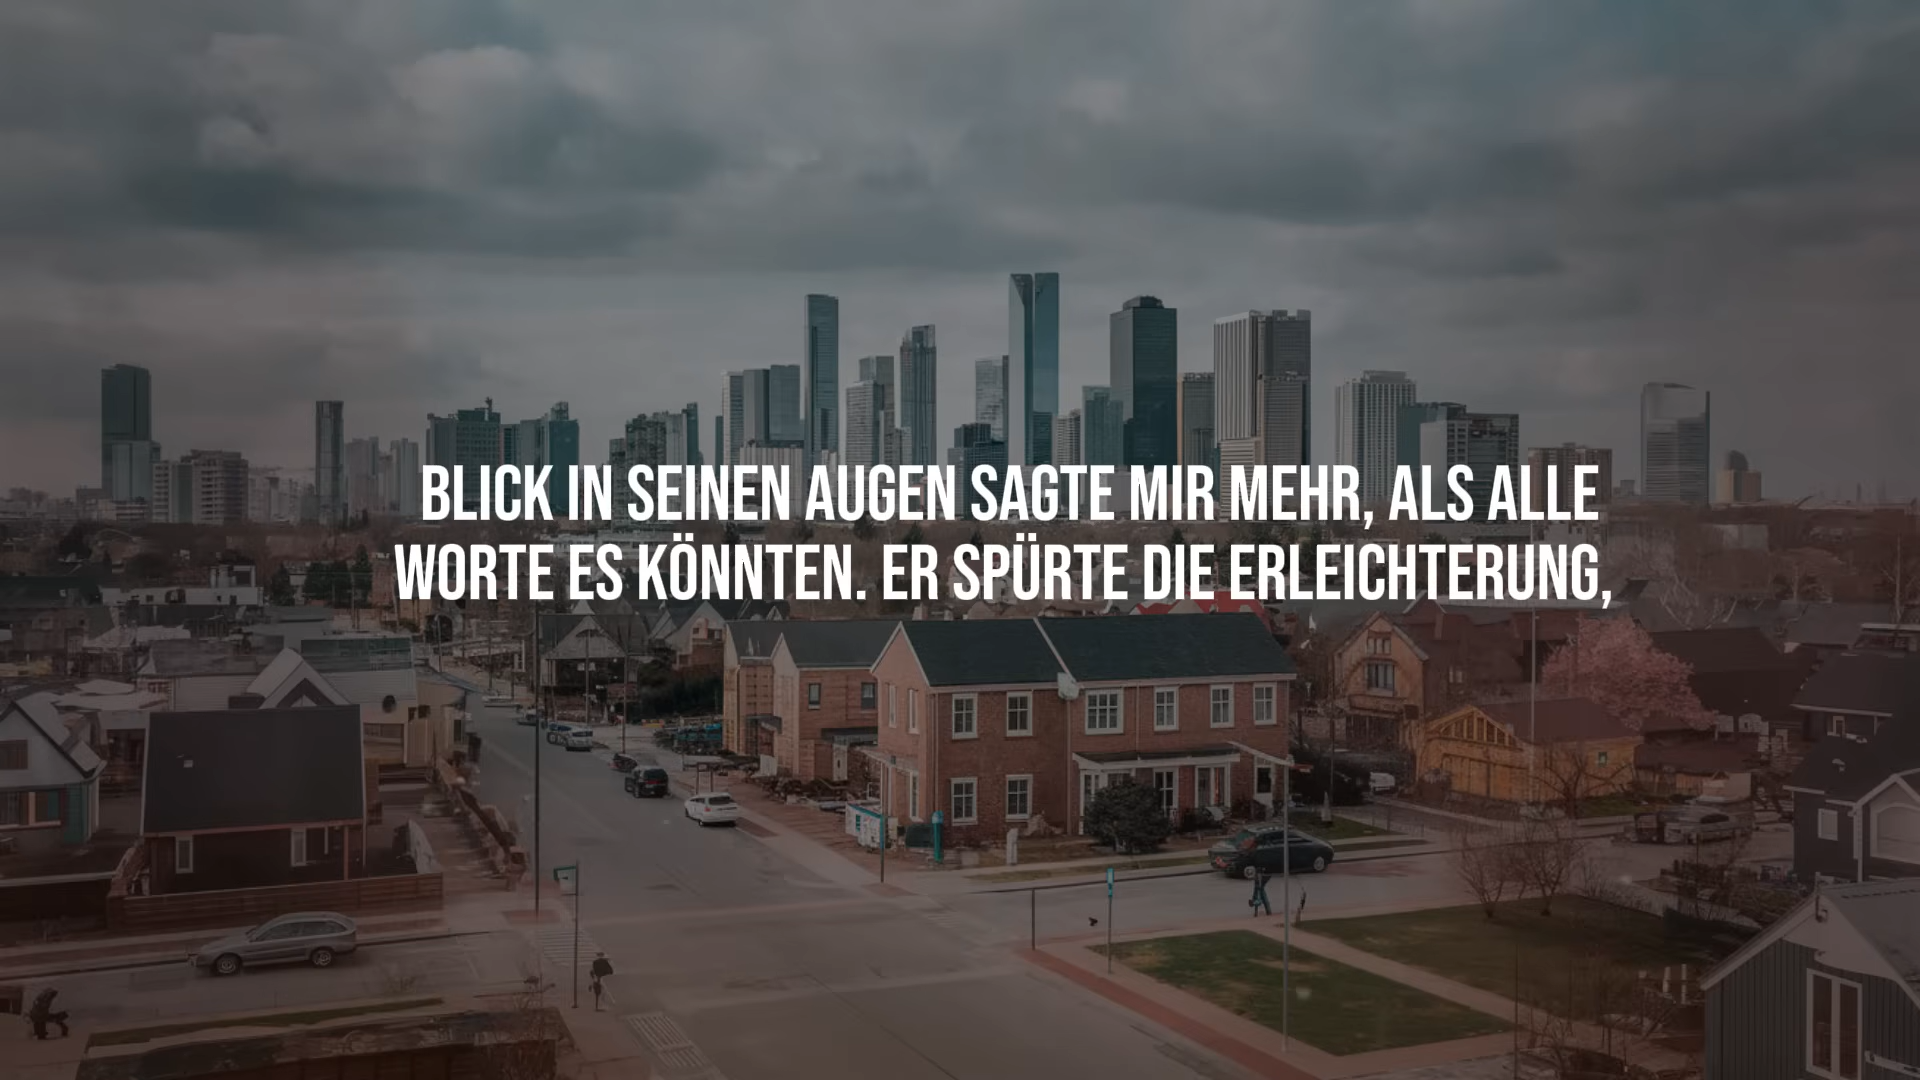 BLICK IN SEINEN AUGEN SAGTE MIR MEHR, ALS ALLE
WORTE ES KÖNNTEN. ER SPÜRTE DIE ERLEICHTERUNG,